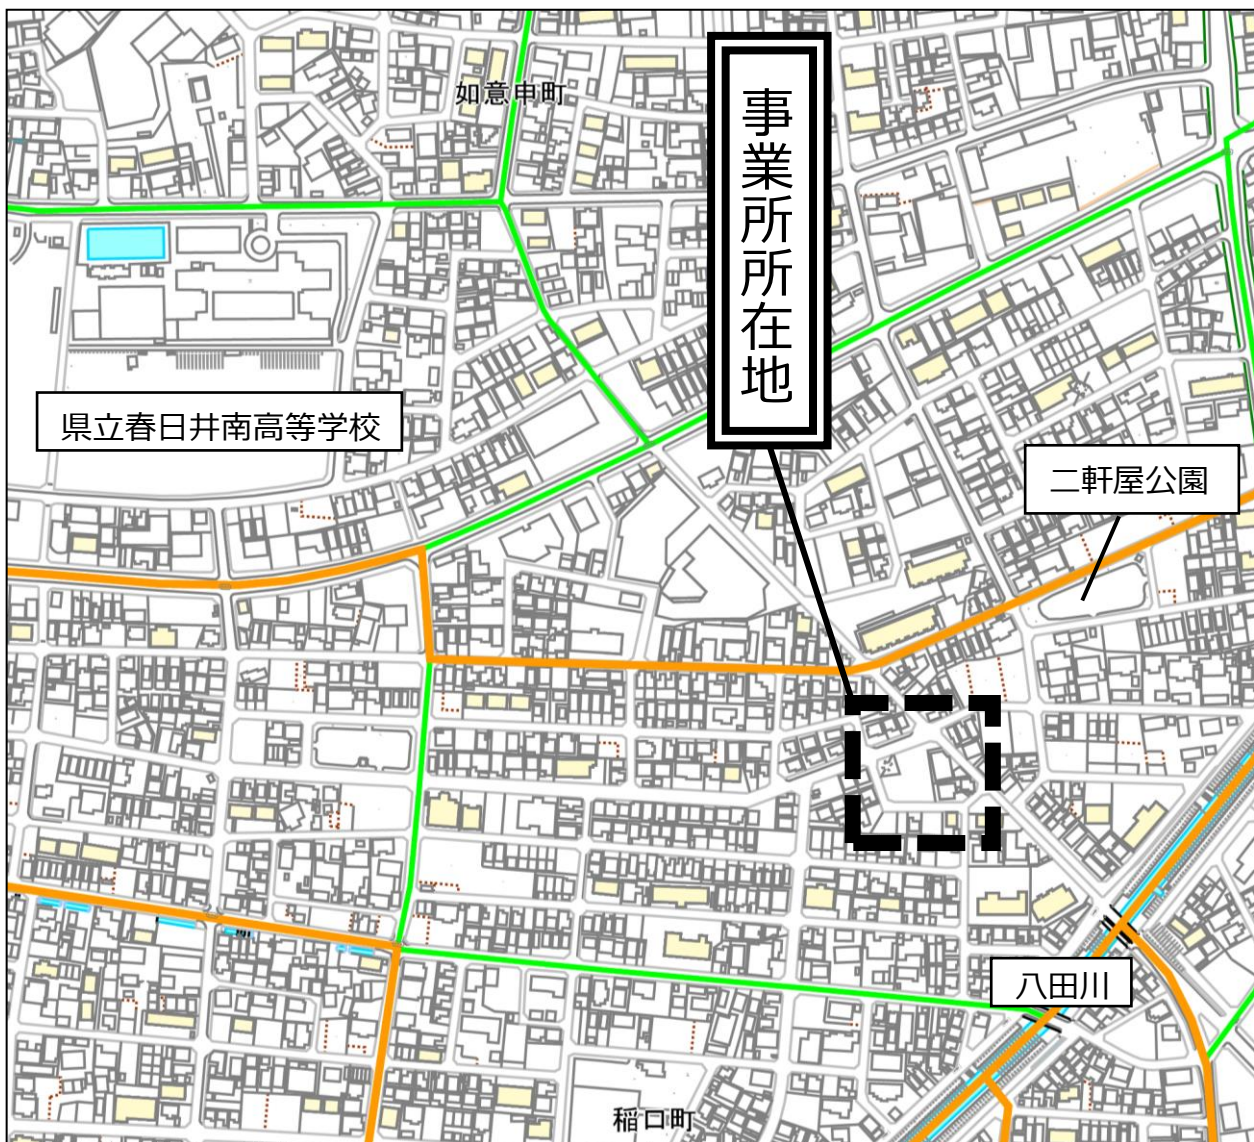 如意申町
事業所所在地
県立春日井南高等学校
二軒屋公園
八田川
稲口町